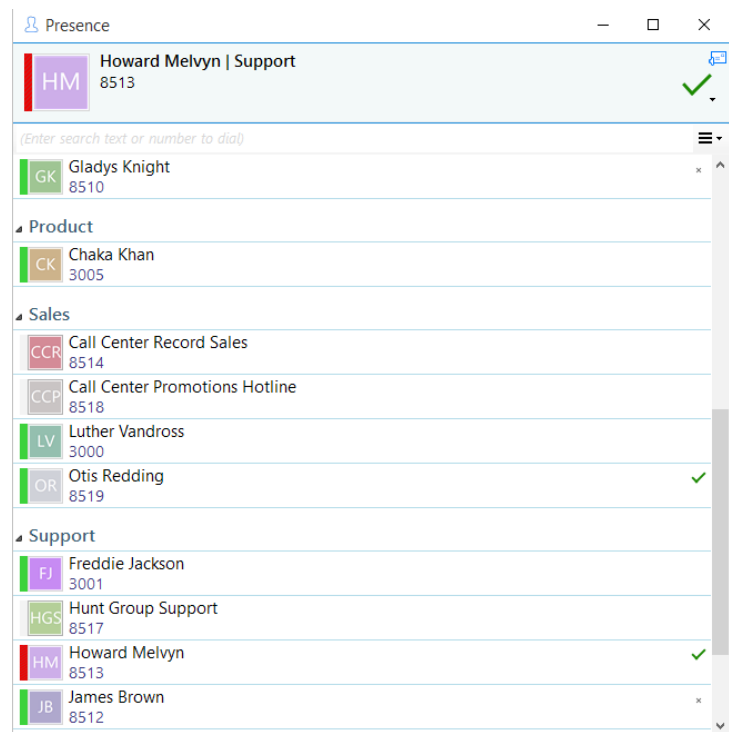 Presence
HM
Howard Melvyn | Support
8513
(Enter search text or number to dial)
GK
Gladys Knight
8510
Product
CK
Chaka Khan
3005
Sales
CCR
Call Center Record Sales
8514
CCP
Call Center Promotions Hotline
8518
LV
Luther Vandross
3000
OR
Otis Redding
8519
Support
FJ
Freddie Jackson
3001
HGS
Hunt Group Support
8517
HM
Howard Melvyn
8513
JB
James Brown
8512